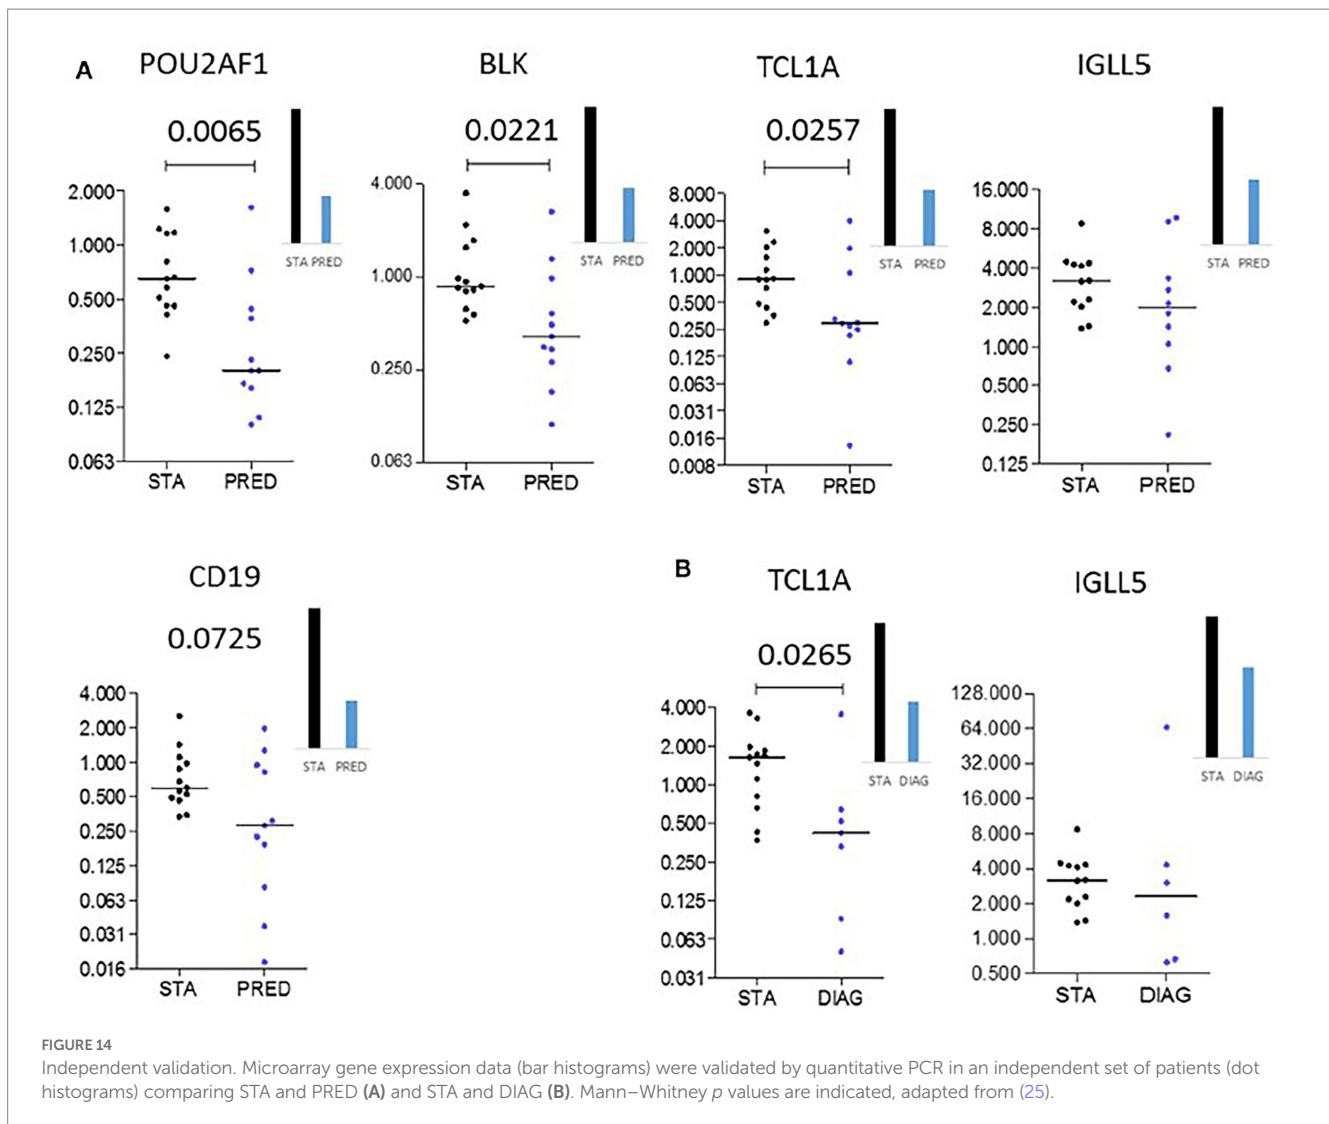 A
POU2AF1
0.0065
STA PRED
2.000
1.000
0.500
0.250
0.125
0.063
STA PRED
BLK
0.0221
STA PRED
4.000
1.000
0.250
0.063
STA PRED
TCL1A
0.0257
STA PRED
8.000
4.000
2.000
1.000
0.500
0.250
0.125
0.063
0.031
0.016
0.008
STA PRED
IGLL5
STA PRED
16.000
8.000
4.000
2.000
1.000
0.500
0.250
0.125
STA PRED
CD19
0.0725
STA PRED
4.000
2.000
1.000
0.500
0.250
0.125
0.063
0.031
0.016
STA PRED
B
TCL1A
0.0265
STA DIAG
4.000
2.000
1.000
0.500
0.250
0.125
0.063
0.031
STA DIAG
IGLL5
STA DIAG
128.000
64.000
32.000
16.000
8.000
4.000
2.000
1.000
0.500
STA DIAG
FIGURE 14
Independent validation. Microarray gene expression data (bar histograms) were validated by quantitative PCR in an independent set of patients (dot
histograms) comparing STA and PRED (A) and STA and DIAG (B). Mann–Whitney p values are indicated, adapted from (25).